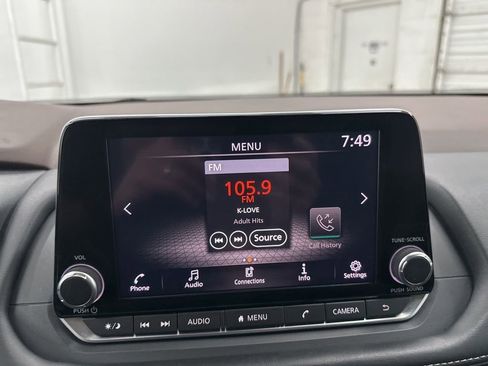 MENU
7:49
FM
105.9
FM
K-LOVE
Adult Hits
Source
Call History
Phone
Audio
Connections
Info
Settings
VOL
PUSH
TUNE·SCROLL
PUSH SOUND
AUDIO
MENU
CAMERA